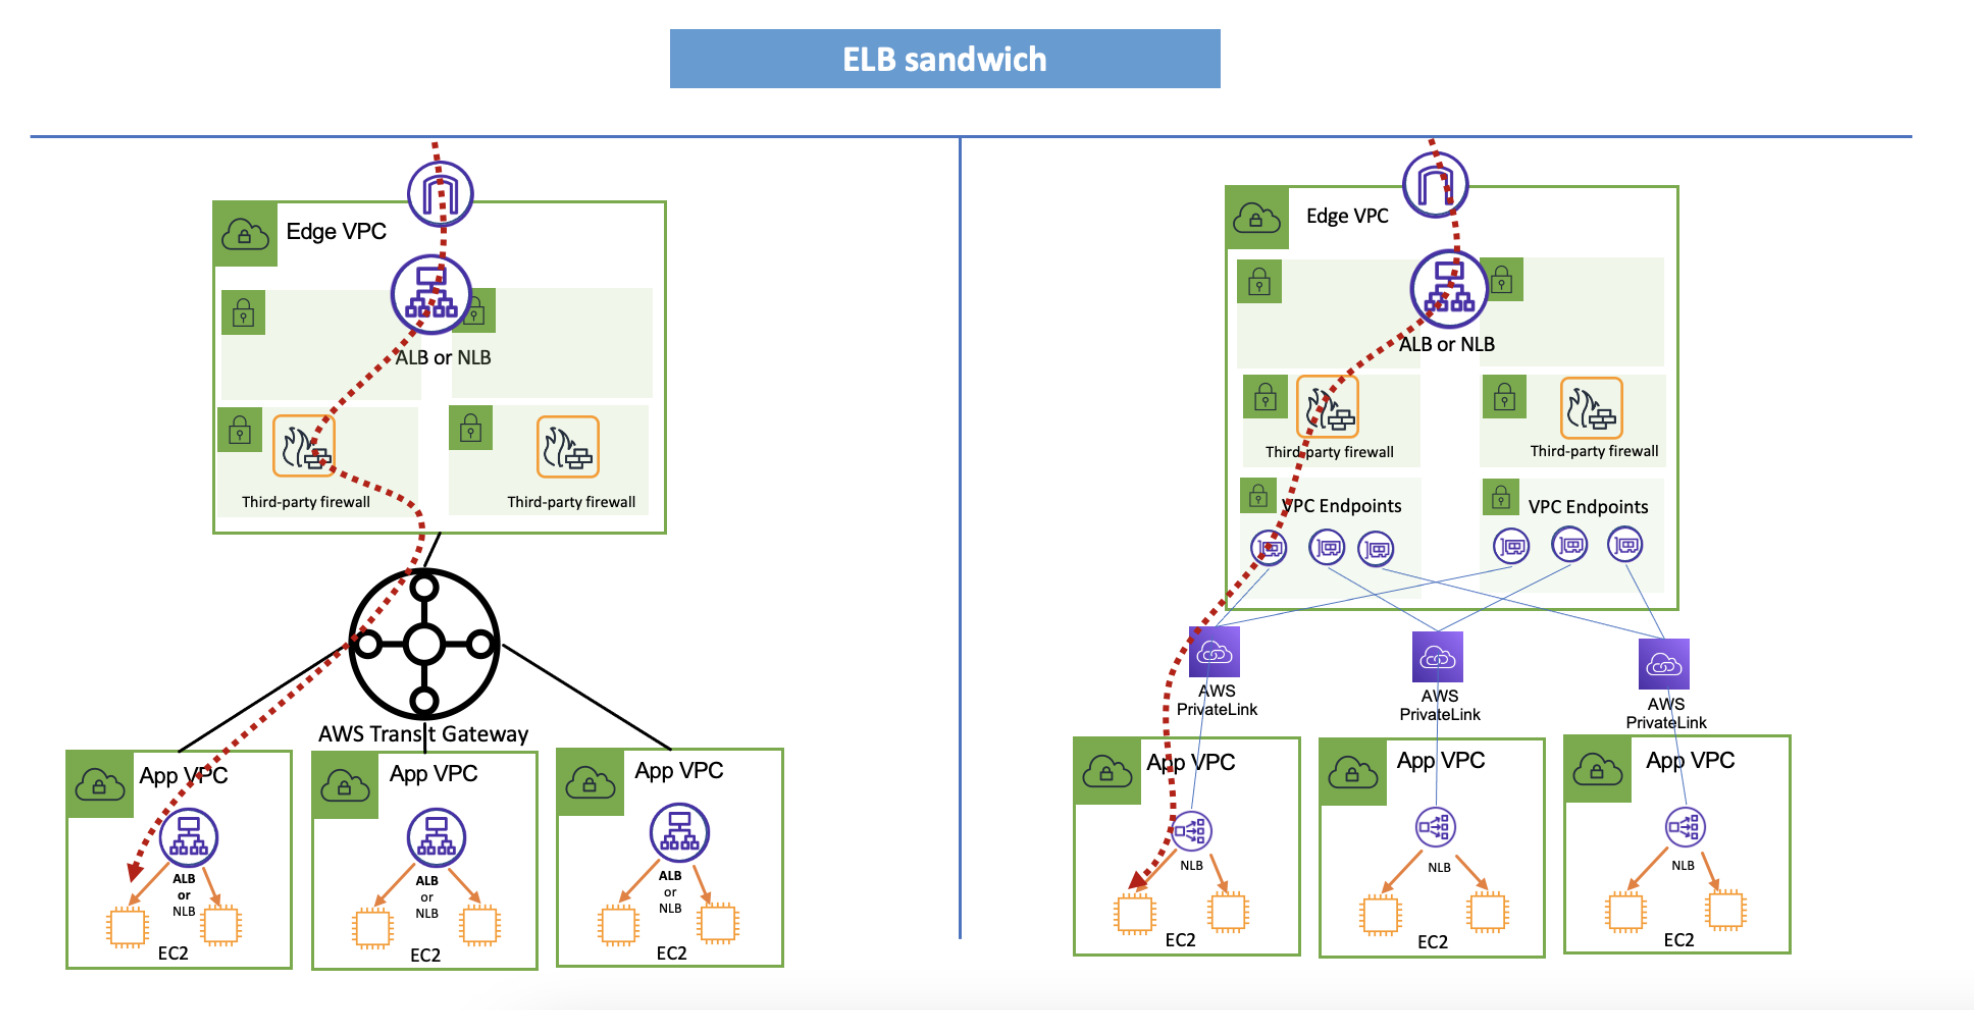 ELB sandwich
Edge VPC
ALB or NLB
Third-party firewall
Third-party firewall
AWS Transit Gateway
App VPC
ALB
or
NLB
EC2
App VPC
ALB
or
NLB
EC2
App VPC
ALB
or
NLB
EC2
Edge VPC
ALB or NLB
Third-party firewall
Third-party firewall
VPC Endpoints
VPC Endpoints
AWS
PrivateLink
AWS
PrivateLink
AWS
PrivateLink
App VPC
NLB
EC2
App VPC
NLB
EC2
App VPC
NLB
EC2